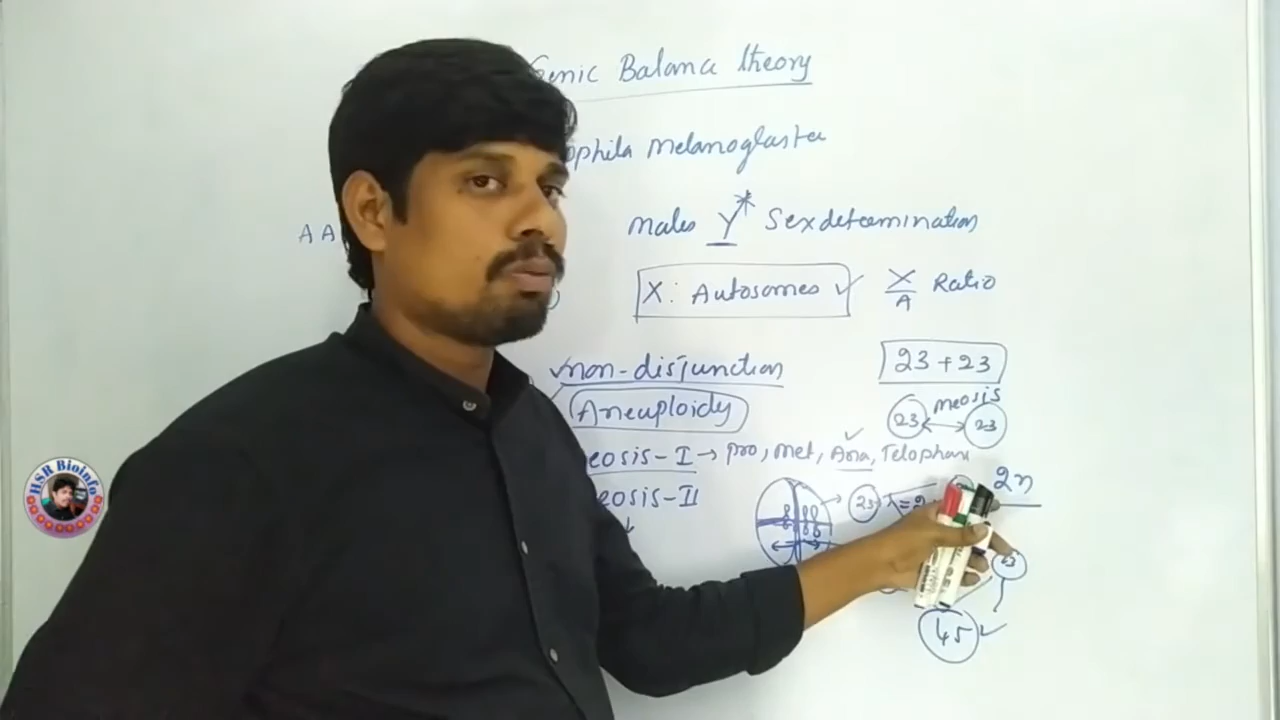 Genic Balance theory
ophila melanoglaster
males Y* Sexdetermination
AA
X: Autosomes ✓ X/A Ratio
✓non-disjunction
23 + 23
Aneuploidy
meosis
23 ↔ 23
eosis-I → pro, met, Ana, Telophase
eosis-II
2n
23
45 ✓
H.S.R Bioinfo